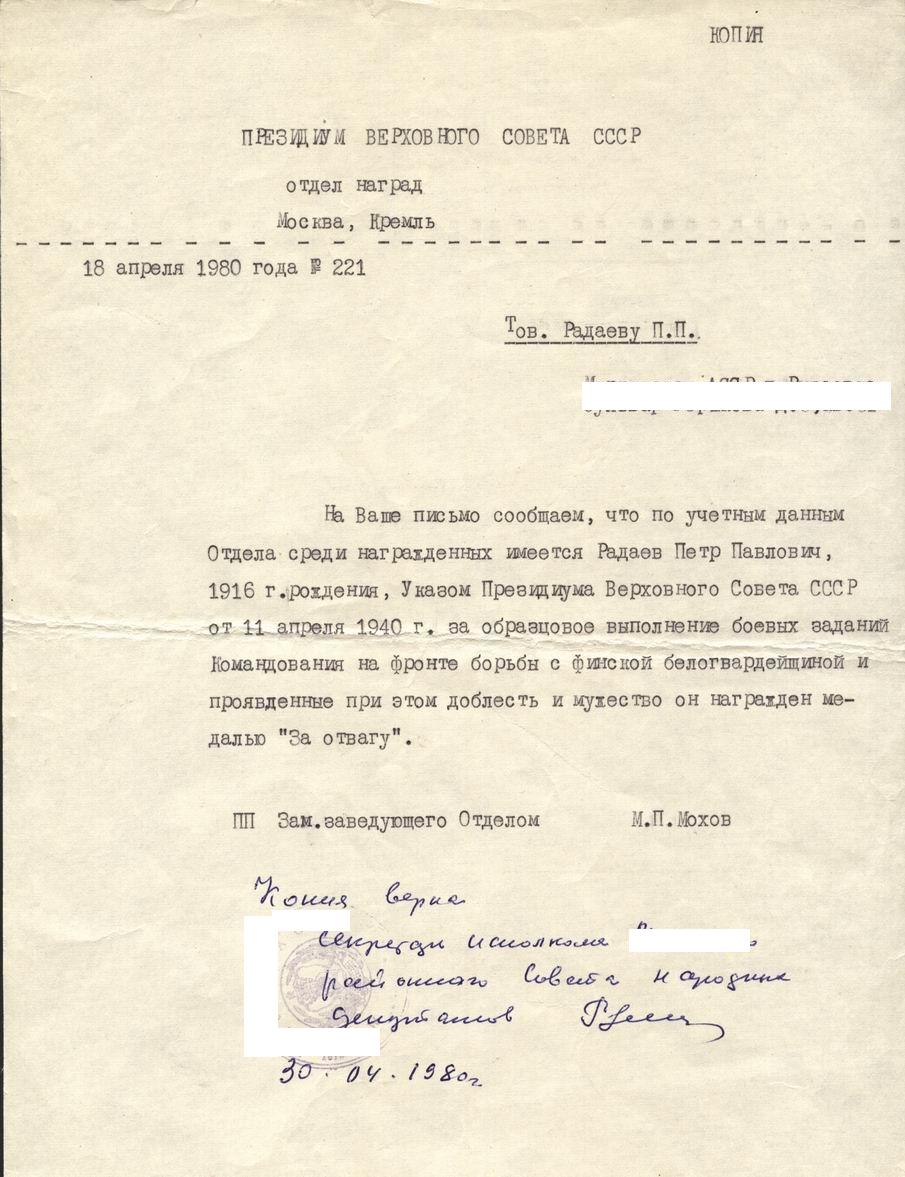 КОПИЯ
ПРЕЗИДИУМ ВЕРХОВНОГО СОВЕТА СССР
отдел наград
Москва, Кремль
18 апреля 1980 года № 221
Тов. Радаеву П.П.
На Ваше письмо сообщаем, что по учетным данным
Отдела среди награжденных имеется Радаев Петр Павлович,
1916 г.рождения, Указом Президиума Верховного Совета СССР
от 11 апреля 1940 г. за образцовое выполнение боевых заданий
Командования на фронте борьбы с финской белогвардейщиной и
проявленные при этом доблесть и мужество он награжден ме-
далью "За отвагу".
ПП Зам.заведующего Отделом М.П.Мохов
Копия верна
секретарь исполкома
районного Совета народных
депутатов
30.04.1980г.